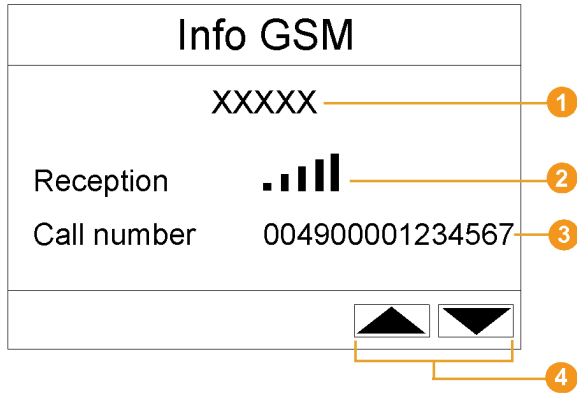 Info GSM
XXXXX
1
Reception
2
Call number 004900001234567
3
4